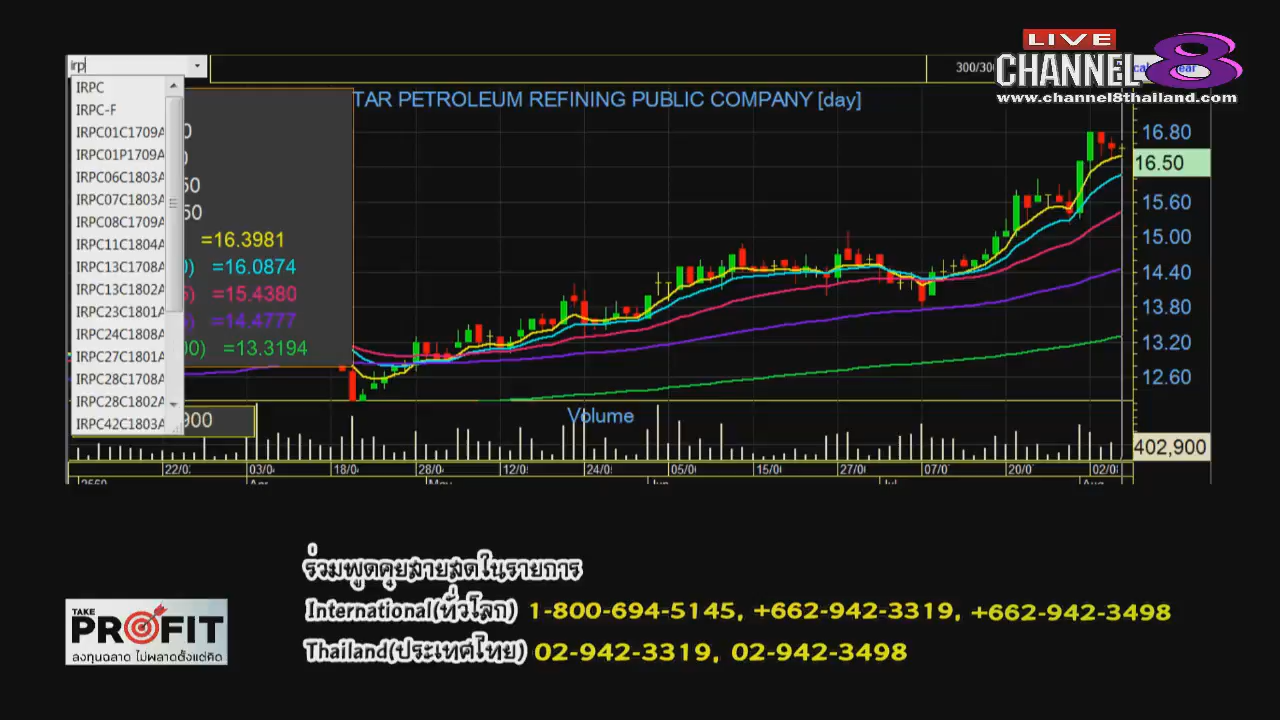 irp
300/300
LIVE
CHANNEL 8
www.channel8thailand.com
IRPC
IRPC-F
IRPC01C1709A
IRPC01P1709A
IRPC06C1803A
IRPC07C1803A
IRPC08C1709A
IRPC11C1804A
IRPC13C1708A
IRPC13C1802A
IRPC23C1801A
IRPC24C1808A
IRPC27C1801A
IRPC28C1708A
IRPC28C1802A
IRPC42C1803A
=16.3981
=16.0874
=15.4380
=14.4777
=13.3194
TAR PETROLEUM REFINING PUBLIC COMPANY [day]
16.80
16.50
15.60
15.00
14.40
13.80
13.20
12.60
Volume
402,900
22/0 03/0 18/0 28/0 12/0 24/0 05/0 15/0 27/0 07/0 20/0 02/0
2560 Apr May Jun Jul Aug
ร่วมพูดคุยสายสดในรายการ
International(ทั่วโลก) 1-800-694-5145, +662-942-3319, +662-942-3498
Thailand(ประเทศไทย) 02-942-3319, 02-942-3498
TAKE
PROFIT
ลงทุนฉลาด ไม่พลาดตั้งแต่คิด